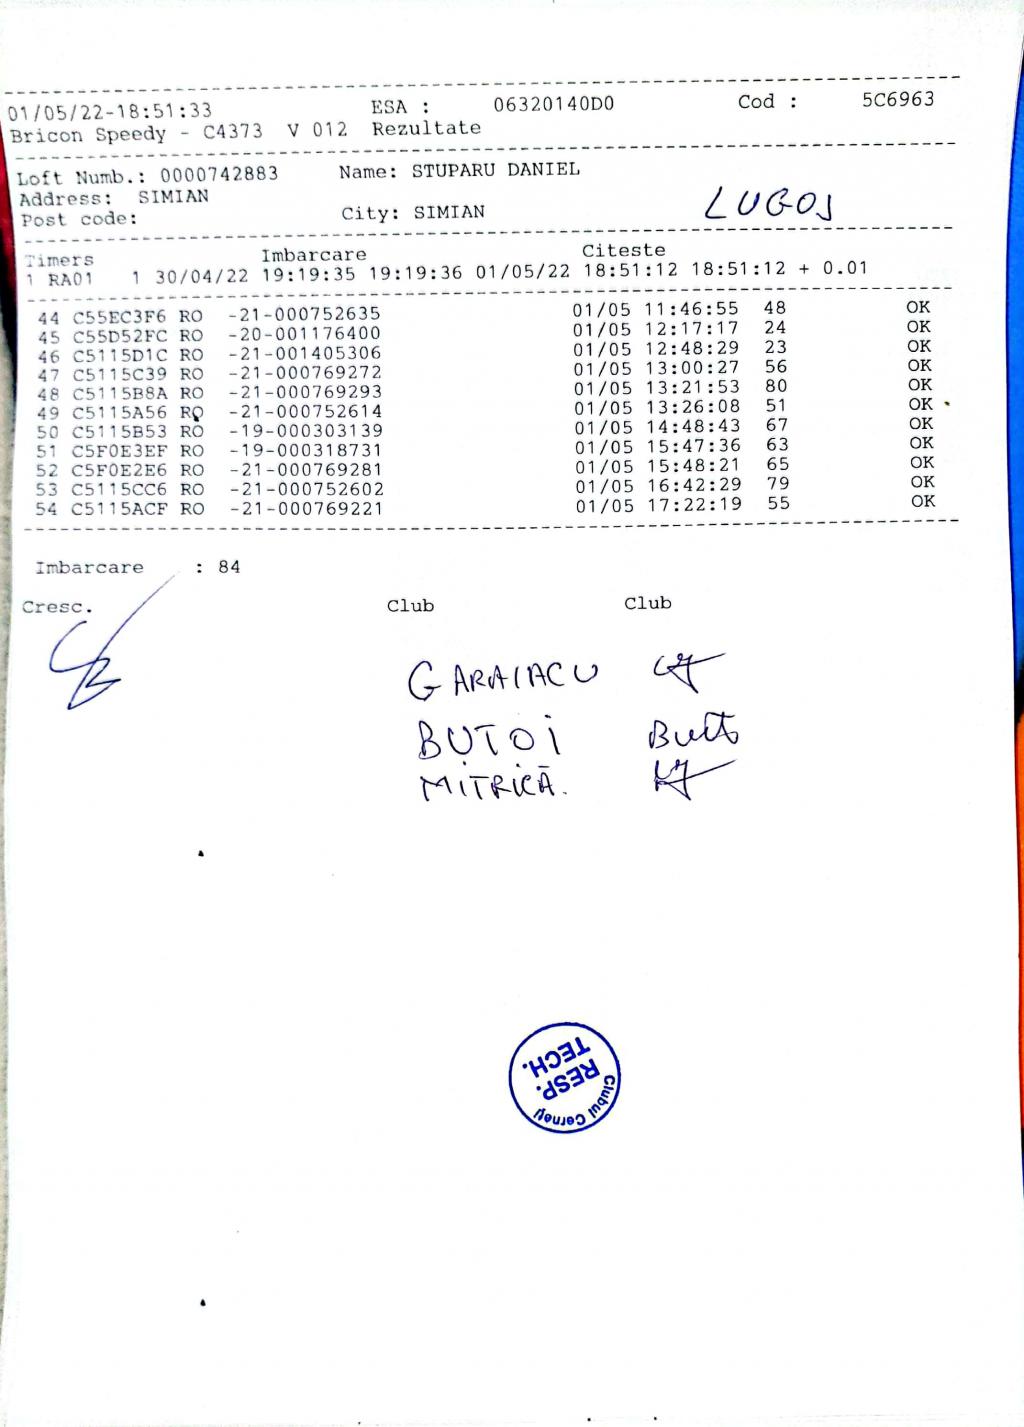 01/05/22-18:51:33 ESA : 06320140D0 Cod : 5C6963
Bricon Speedy - C4373 V 012 Rezultate
Loft Numb.: 0000742883 Name: STUPARU DANIEL
Address: SIMIAN
Post code: City: SIMIAN LUGOJ
Timers Imbarcare Citeste
1 RA01 1 30/04/22 19:19:35 19:19:36 01/05/22 18:51:12 18:51:12 + 0.01
44 C55EC3F6 RO -21-000752635 01/05 11:46:55 48 OK
45 C55D52FC RO -20-001176400 01/05 12:17:17 24 OK
46 C5115D1C RO -21-001405306 01/05 12:48:29 23 OK
47 C5115C39 RO -21-000769272 01/05 13:00:27 56 OK
48 C5115B8A RO -21-000769293 01/05 13:21:53 80 OK
49 C5115A56 RO -21-000752614 01/05 13:26:08 51 OK
50 C5115B53 RO -19-000303139 01/05 14:48:43 67 OK
51 C5F0E3EF RO -19-000318731 01/05 15:47:36 63 OK
52 C5F0E2E6 RO -21-000769281 01/05 15:48:21 65 OK
53 C5115CC6 RO -21-000752602 01/05 16:42:29 79 OK
54 C5115ACF RO -21-000769221 01/05 17:22:19 55 OK
Imbarcare : 84
Cresc. Club Club
GARAIACU
BUTOI
MITRICĂ.
RESP.
TECH.
Clubul Cerneți